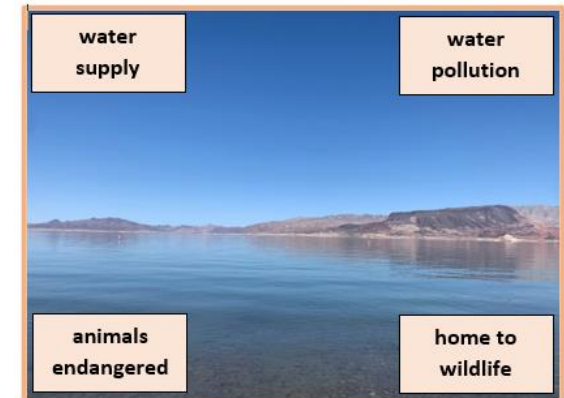 water
supply
water
pollution
animals
endangered
home to
wildlife